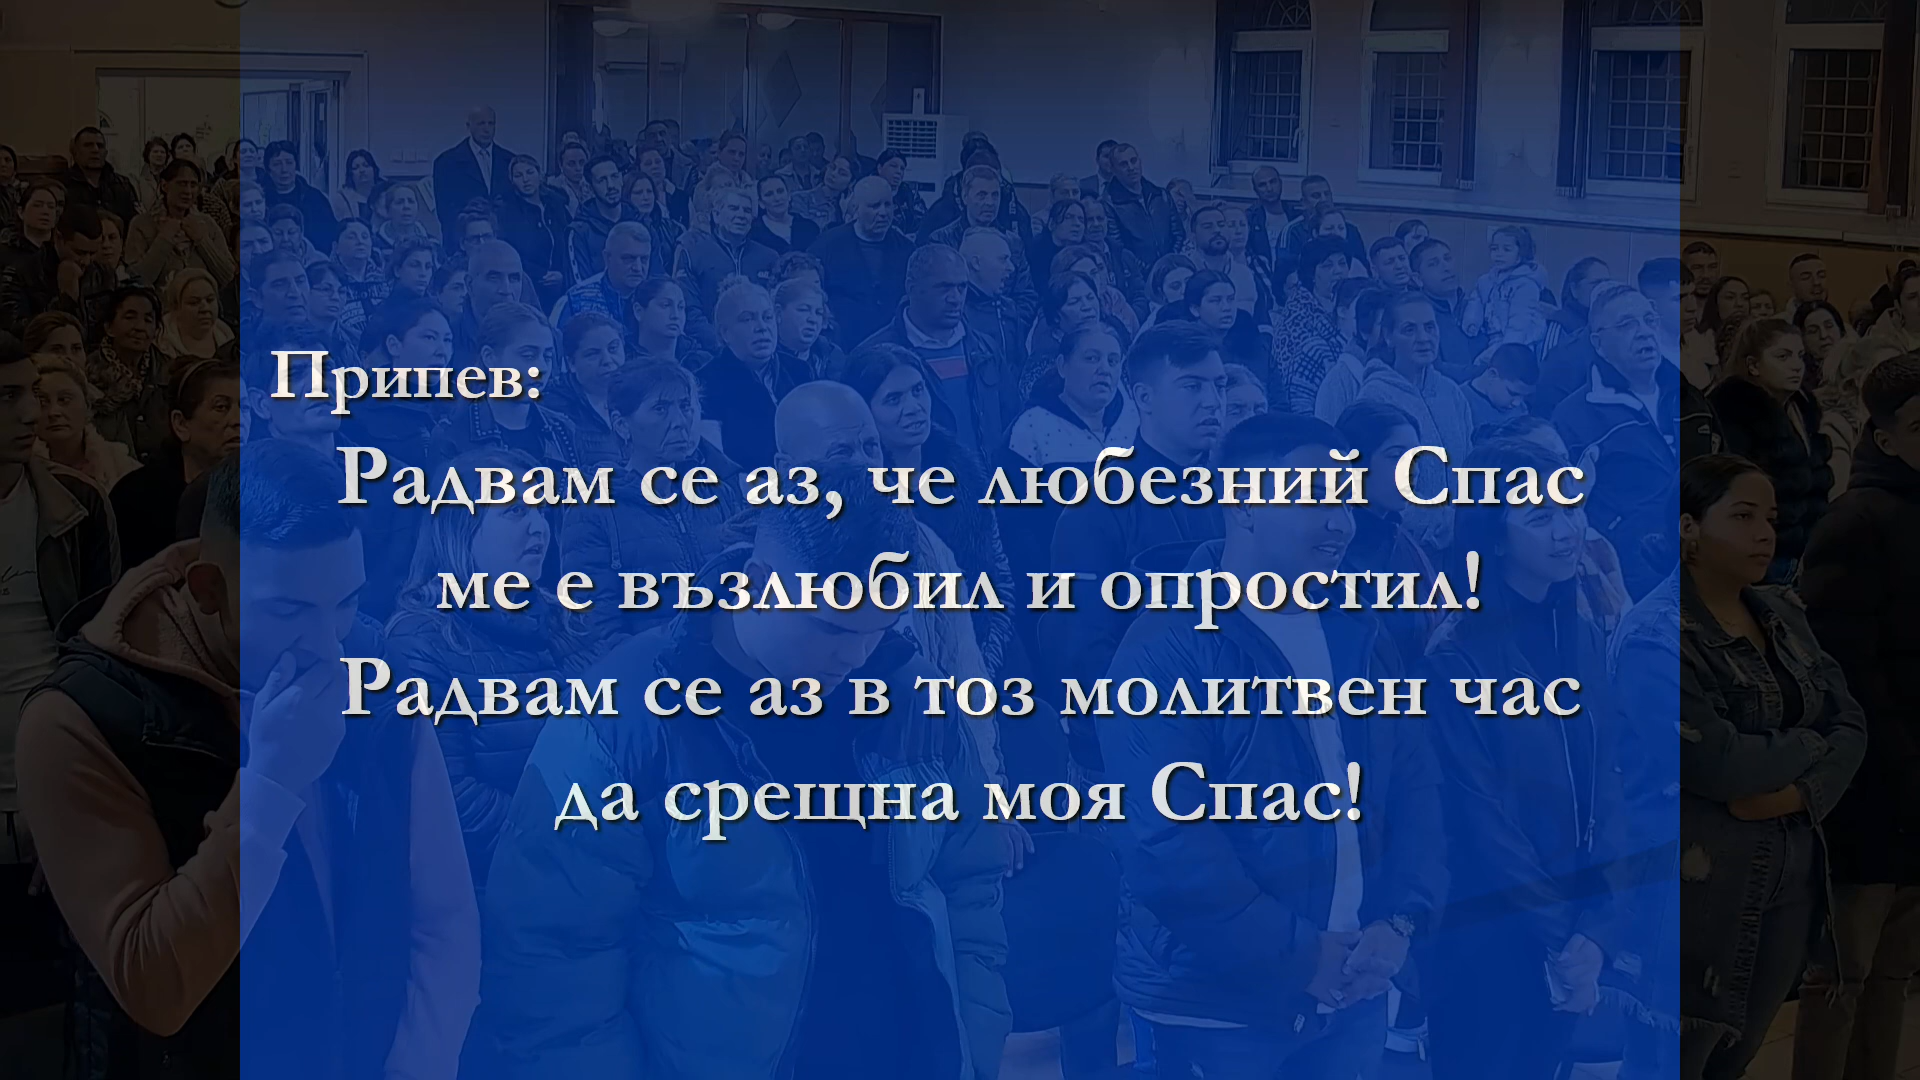 Припев:
Радвам се аз, че любезний Спас
ме е възлюбил и опростил!
Радвам се аз в тоз молитвен час
да срещна моя Спас!